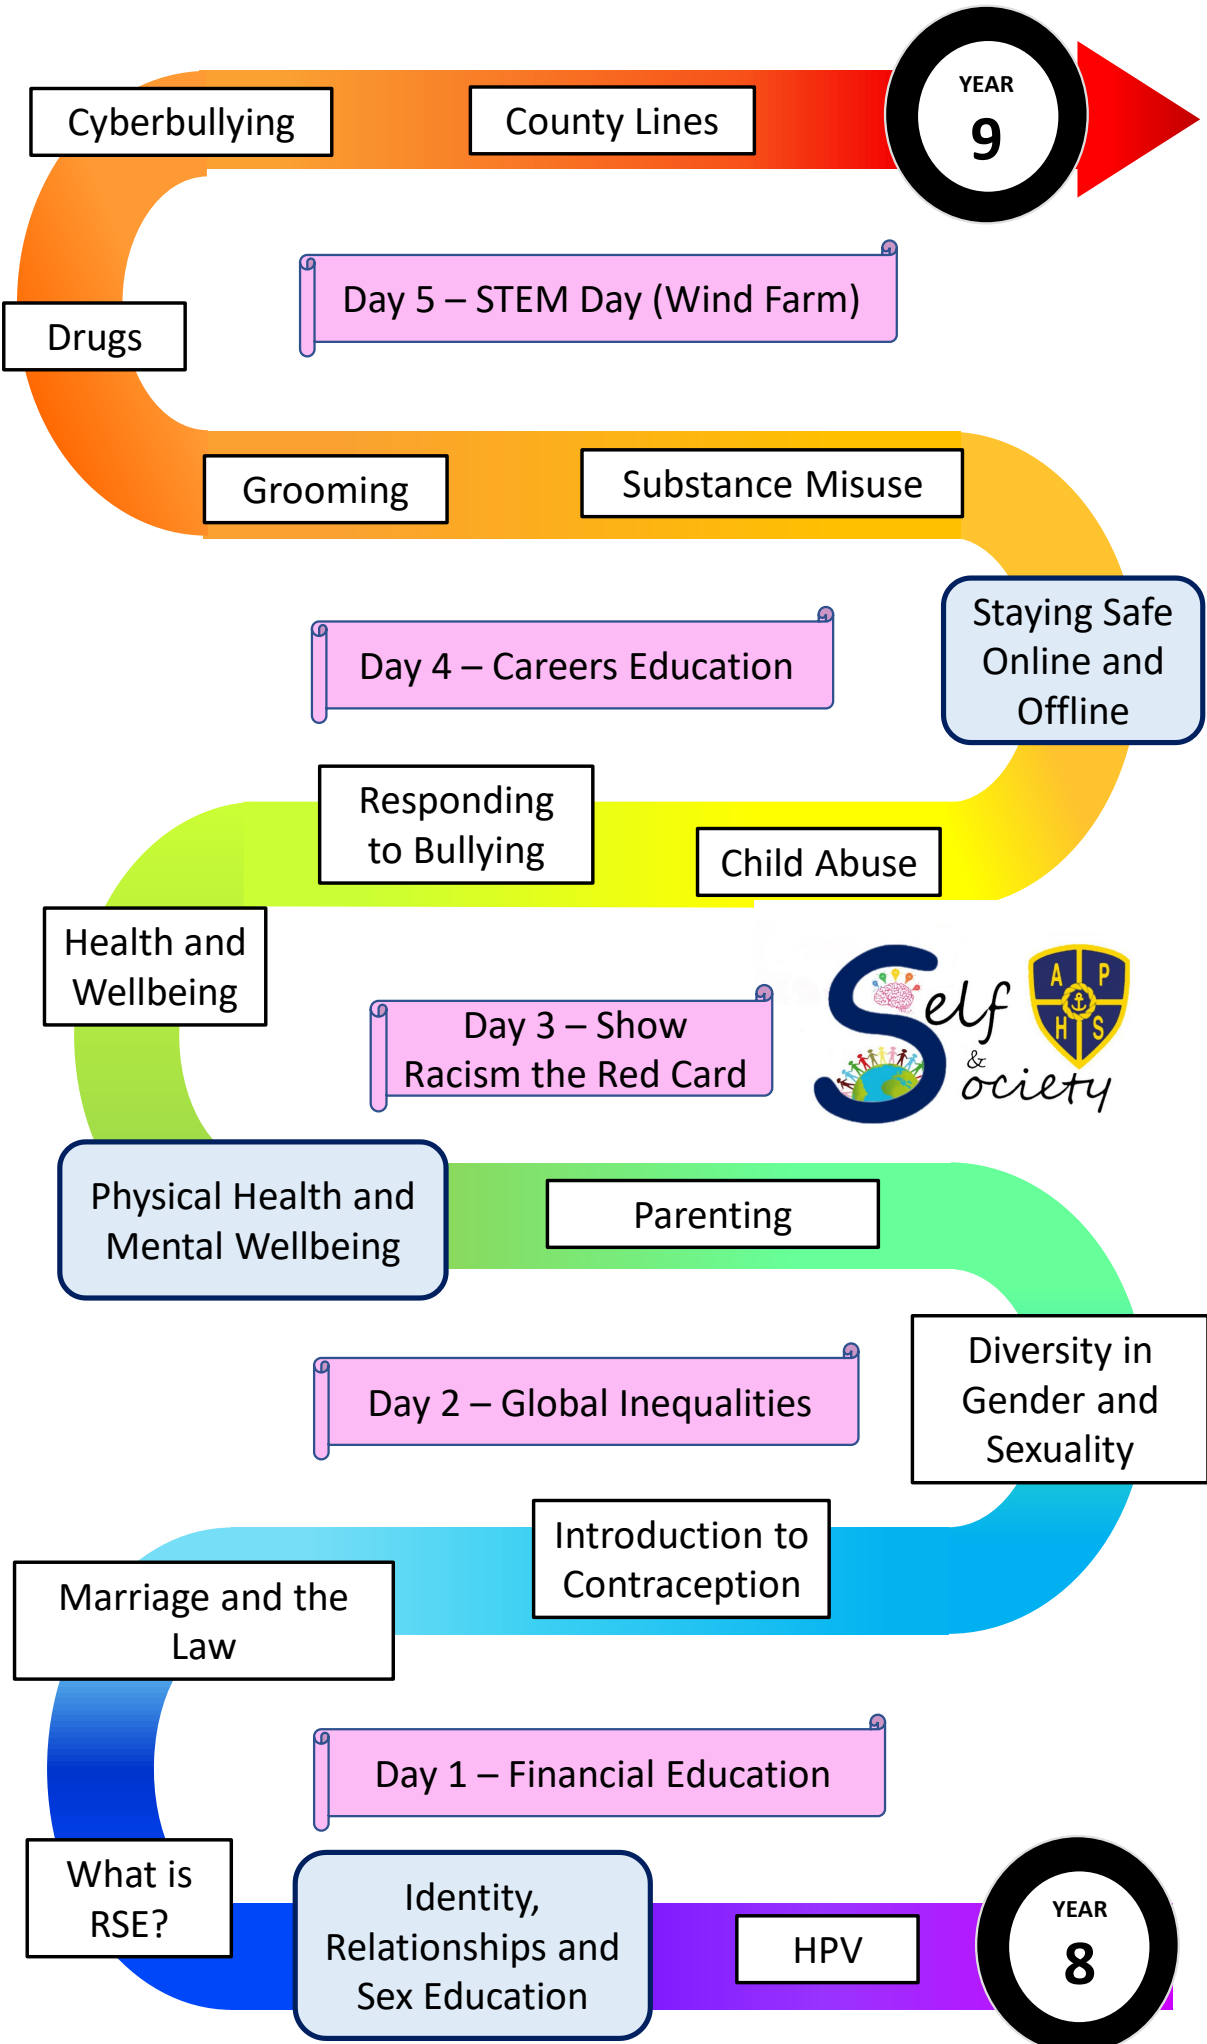 YEAR
9
Cyberbullying
County Lines
Day 5 – STEM Day (Wind Farm)
Drugs
Grooming
Substance Misuse
Staying Safe
Online and
Offline
Day 4 – Careers Education
Responding
to Bullying
Child Abuse
Health and
Wellbeing
Day 3 – Show
Racism the Red Card
Self
&
Society
A P
H S
Physical Health and
Mental Wellbeing
Parenting
Diversity in
Gender and
Sexuality
Day 2 – Global Inequalities
Introduction to
Contraception
Marriage and the
Law
Day 1 – Financial Education
What is
RSE?
Identity,
Relationships and
Sex Education
HPV
YEAR
8